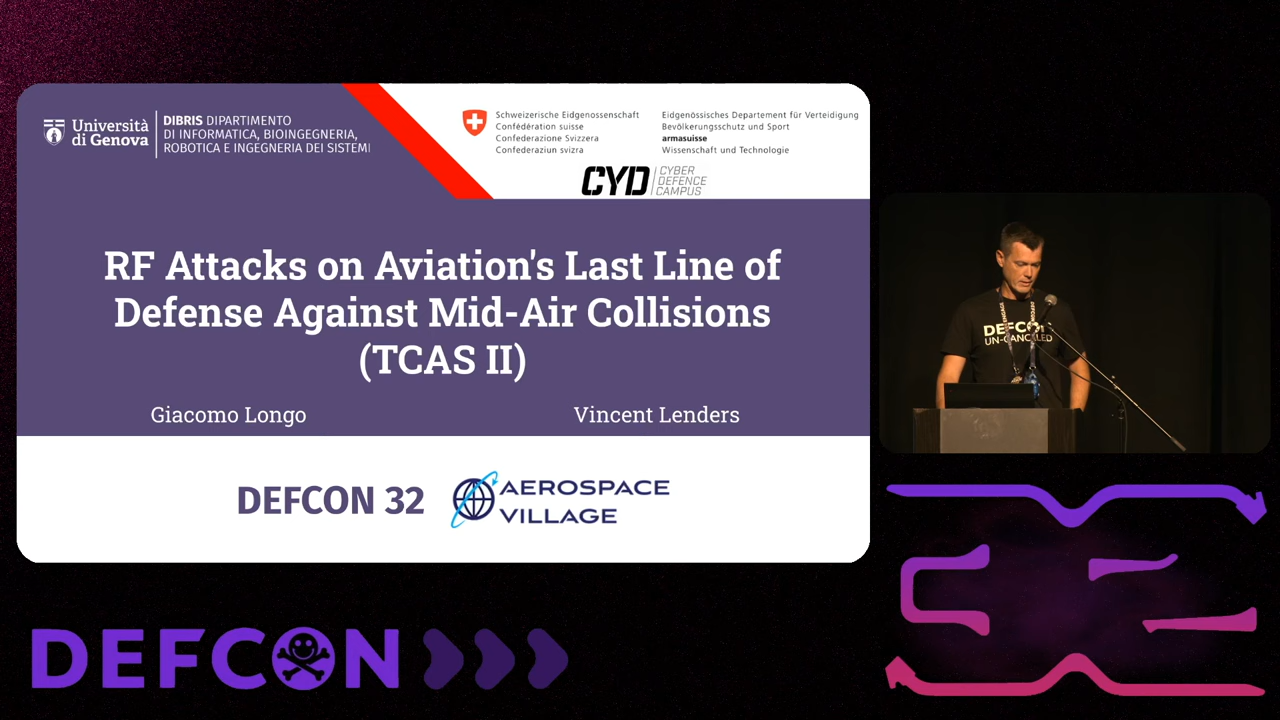 Università
di Genova
DIBRIS DIPARTIMENTO
DI INFORMATICA, BIOINGEGNERIA,
ROBOTICA E INGEGNERIA DEI SISTEMI
Schweizerische Eidgenossenschaft
Confédération suisse
Confederazione Svizzera
Confederaziun svizra
Eidgenössisches Departement für Verteidigung
Bevölkerungsschutz und Sport
armasuisse
Wissenschaft und Technologie
CYD
CYBER
DEFENCE
CAMPUS
RF Attacks on Aviation's Last Line of
Defense Against Mid-Air Collisions
(TCAS II)
Giacomo Longo
Vincent Lenders
DEFCON 32
AEROSPACE
VILLAGE
DEFCON
UN-CANCELLED
DEFCON